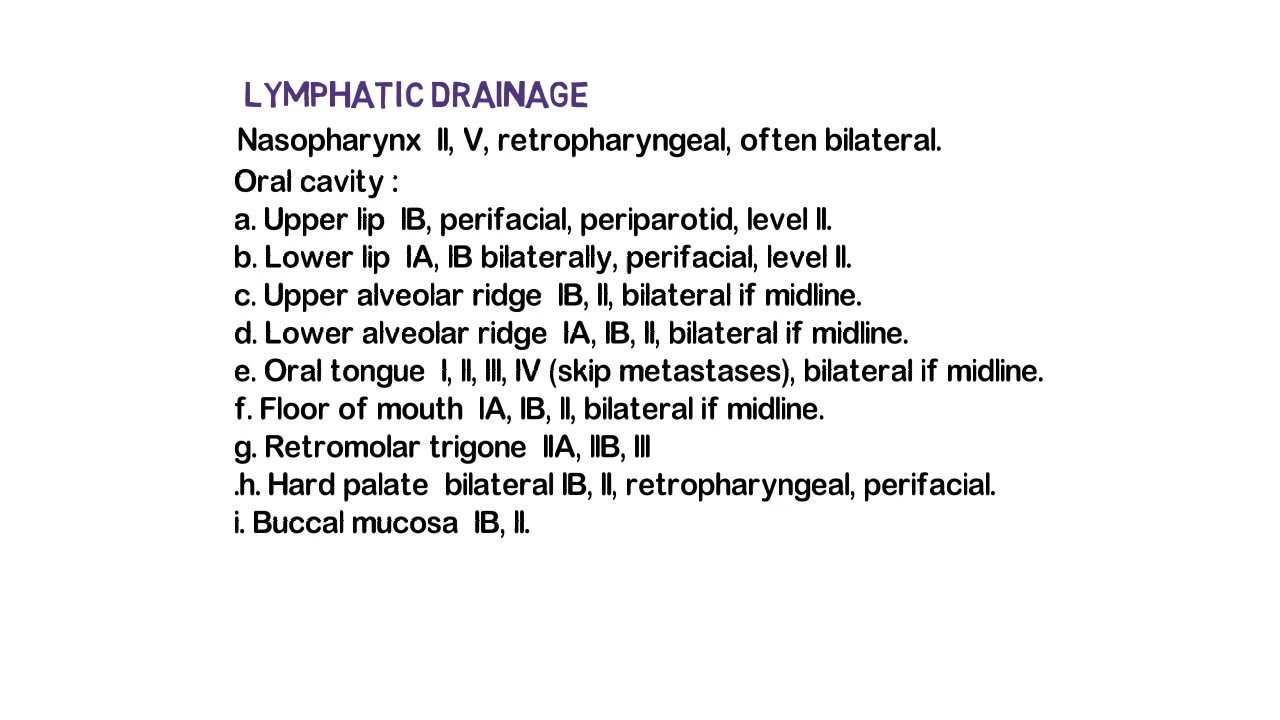 LYMPHATIC DRAINAGE
Nasopharynx II, V, retropharyngeal, often bilateral.
Oral cavity :
a. Upper lip IB, perifacial, periparotid, level II.
b. Lower lip IA, IB bilaterally, perifacial, level II.
c. Upper alveolar ridge IB, II, bilateral if midline.
d. Lower alveolar ridge IA, IB, II, bilateral if midline.
e. Oral tongue I, II, III, IV (skip metastases), bilateral if midline.
f. Floor of mouth IA, IB, II, bilateral if midline.
g. Retromolar trigone IIA, IIB, III
.h. Hard palate bilateral IB, II, retropharyngeal, perifacial.
i. Buccal mucosa IB, II.